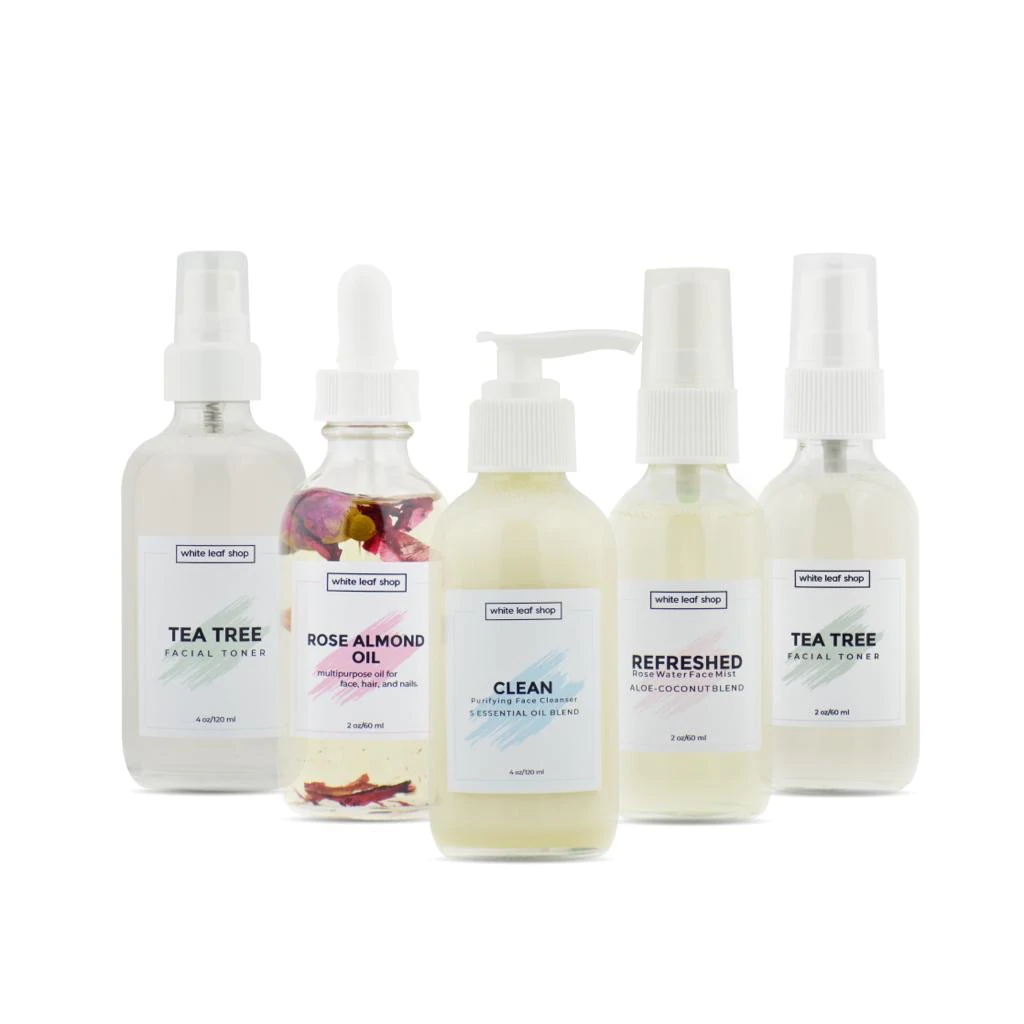 white leaf shop
TEA TREE
FACIAL TONER
4 oz/120 ml
white leaf shop
ROSE ALMOND
OIL
multipurpose oil for
face, hair, and nails.
2 oz/60 ml
white leaf shop
CLEAN
Purifying Face Cleanser
5 ESSENTIAL OIL BLEND
4 oz/120 ml
white leaf shop
REFRESHED
Rose Water Face Mist
ALOE-COCONUT BLEND
2 oz/60 ml
white leaf shop
TEA TREE
FACIAL TONER
2 oz/60 ml